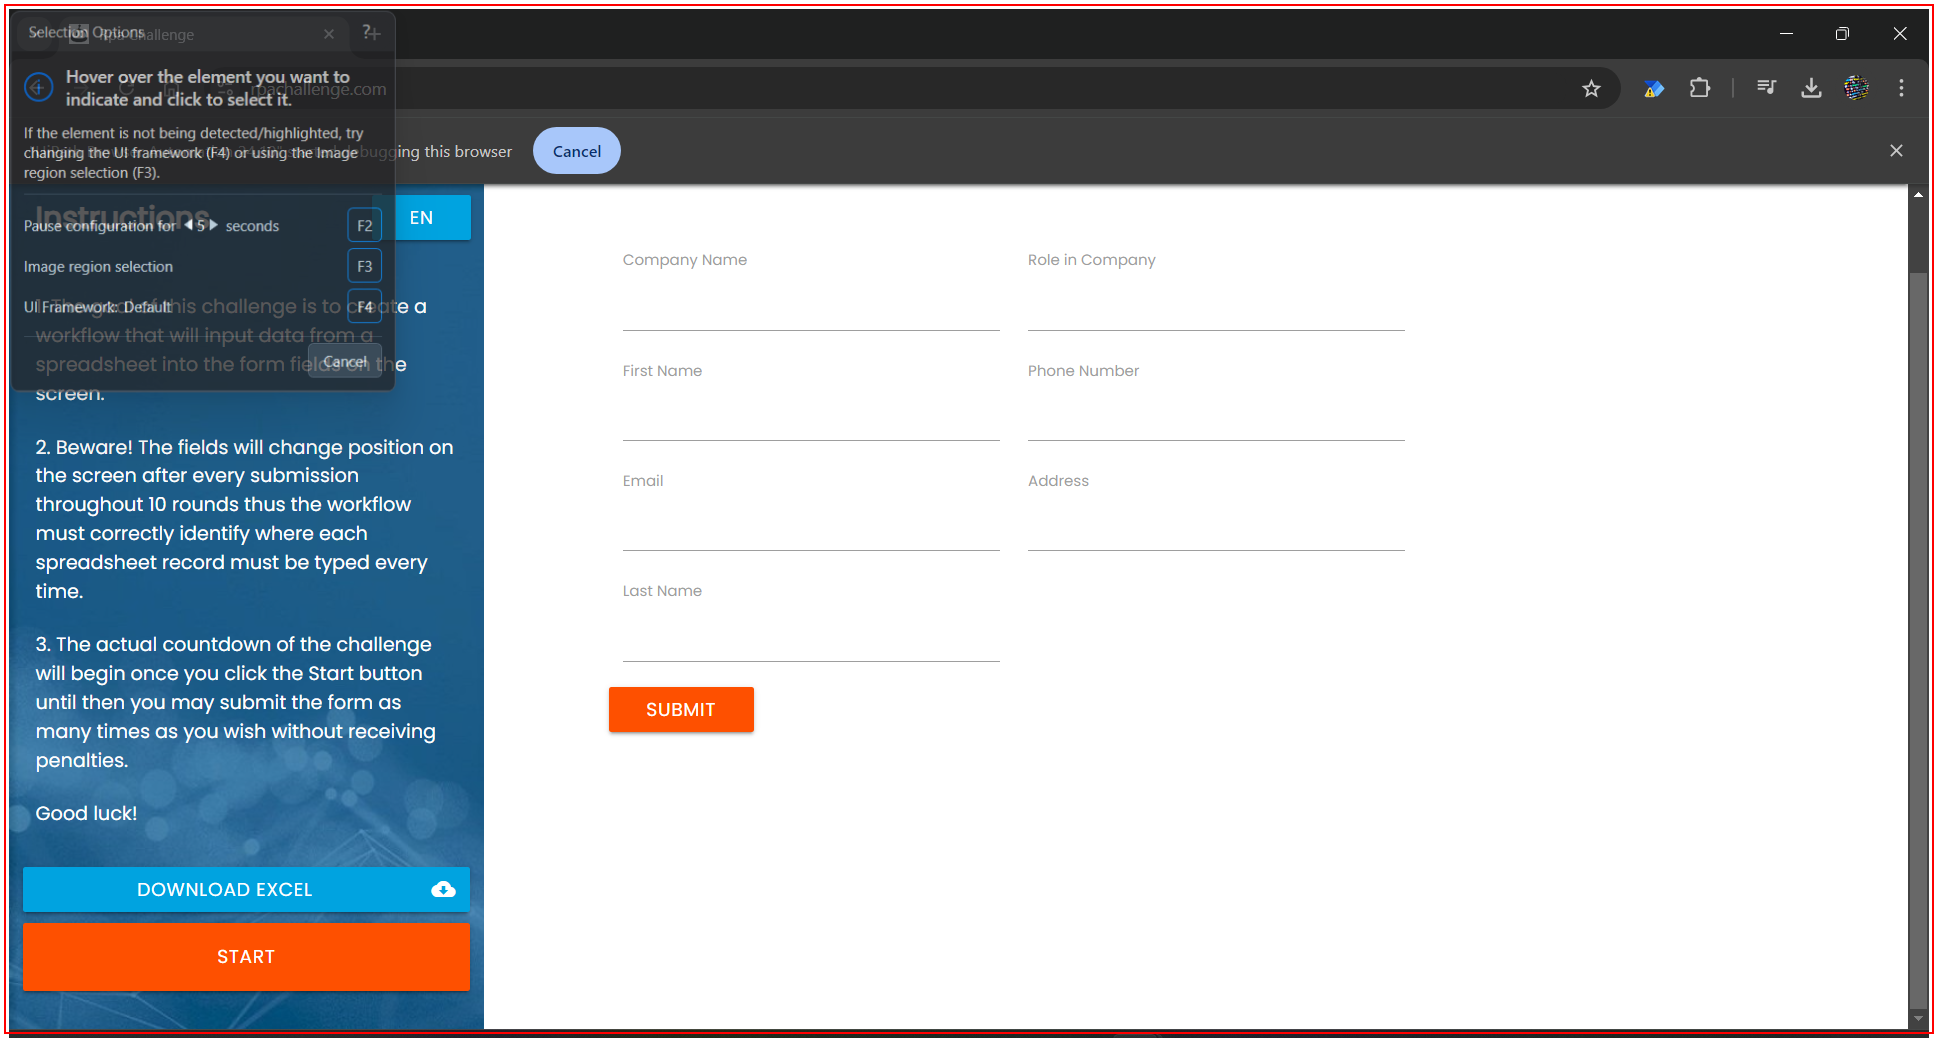 Selection Options
Rpa Challenge
?
Hover over the element you want to
indicate and click to select it.
rpachallenge.com
If the element is not being detected/highlighted, try
changing the UI framework (F4) or using the Image
region selection (F3).
debugging this browser
Cancel
Instructions
EN
Pause configuration for 5 seconds
F2
Image region selection
F3
UI Framework: Default
F4
1. The goal of this challenge is to create a
workflow that will input data from a
spreadsheet into the form fields on the
screen.
Cancel
2. Beware! The fields will change position on
the screen after every submission
throughout 10 rounds thus the workflow
must correctly identify where each
spreadsheet record must be typed every
time.
3. The actual countdown of the challenge
will begin once you click the Start button
until then you may submit the form as
many times as you wish without receiving
penalties.
Good luck!
DOWNLOAD EXCEL
START
Company Name
Role in Company
First Name
Phone Number
Email
Address
Last Name
SUBMIT